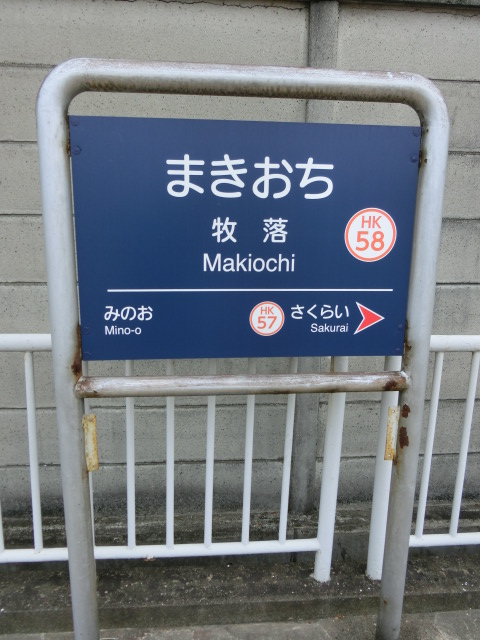 まきおち
牧落
HK
58
Makiochi
みのお
Mino-o
HK
57
さくらい
Sakurai